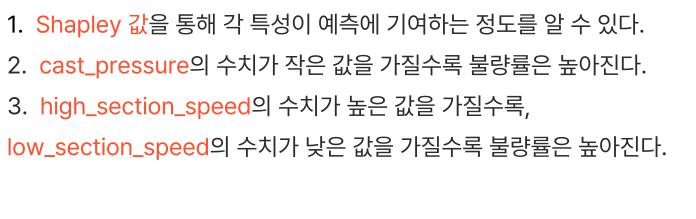 1. Shapley 값을 통해 각 특성이 예측에 기여하는 정도를 알 수 있다.
2. cast_pressure의 수치가 작은 값을 가질수록 불량률은 높아진다.
3. high_section_speed의 수치가 높은 값을 가질수록,
low_section_speed의 수치가 낮은 값을 가질수록 불량률은 높아진다.